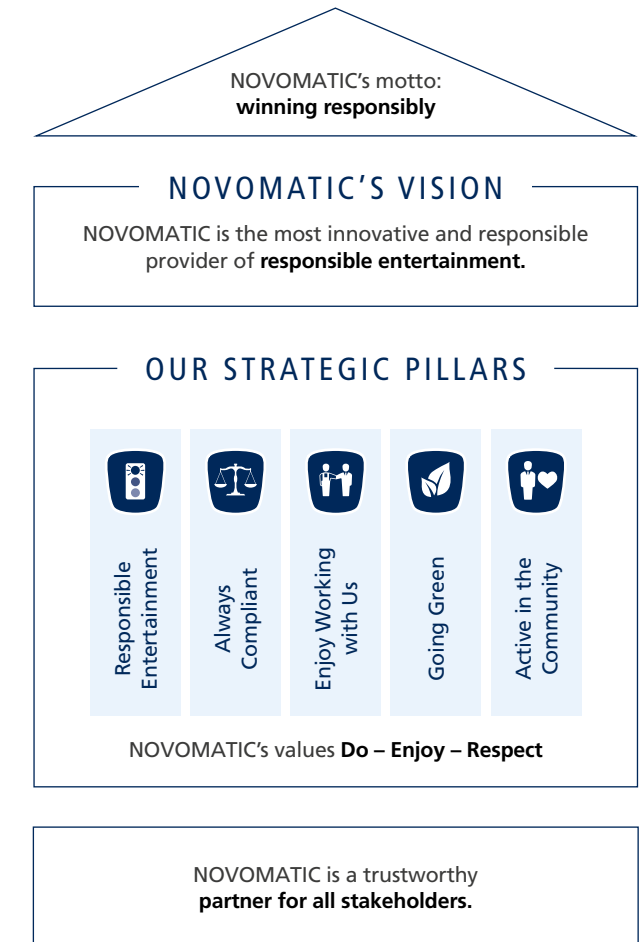 NOVOMATIC's motto:
winning responsibly
NOVOMATIC'S VISION
NOVOMATIC is the most innovative and responsible
provider of responsible entertainment.
OUR STRATEGIC PILLARS
Responsible
Entertainment
Always
Compliant
Enjoy Working
with Us
Going Green
Active in the
Community
NOVOMATIC's values Do – Enjoy – Respect
NOVOMATIC is a trustworthy
partner for all stakeholders.